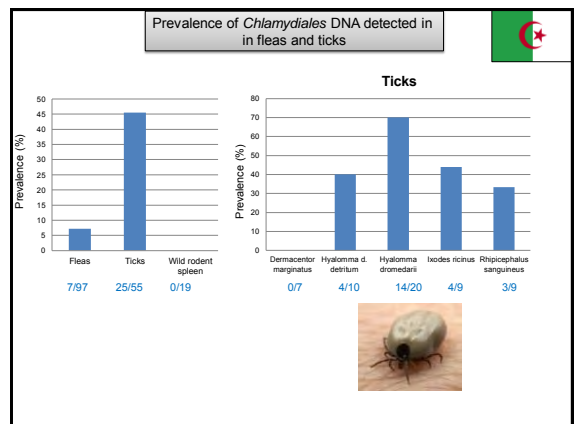 Prevalence of Chlamydiales DNA detected in
in fleas and ticks
Prevalence (%)
50
45
40
35
30
25
20
15
10
5
0
Fleas Ticks Wild rodent
spleen
7/97 25/55 0/19
Ticks
Prevalence (%)
80
70
60
50
40
30
20
10
0
Dermacentor Hyalomma d. Hyalomma Ixodes ricinus Rhipicephalus
marginatus detritum dromedarii sanguineus
0/7 4/10 14/20 4/9 3/9